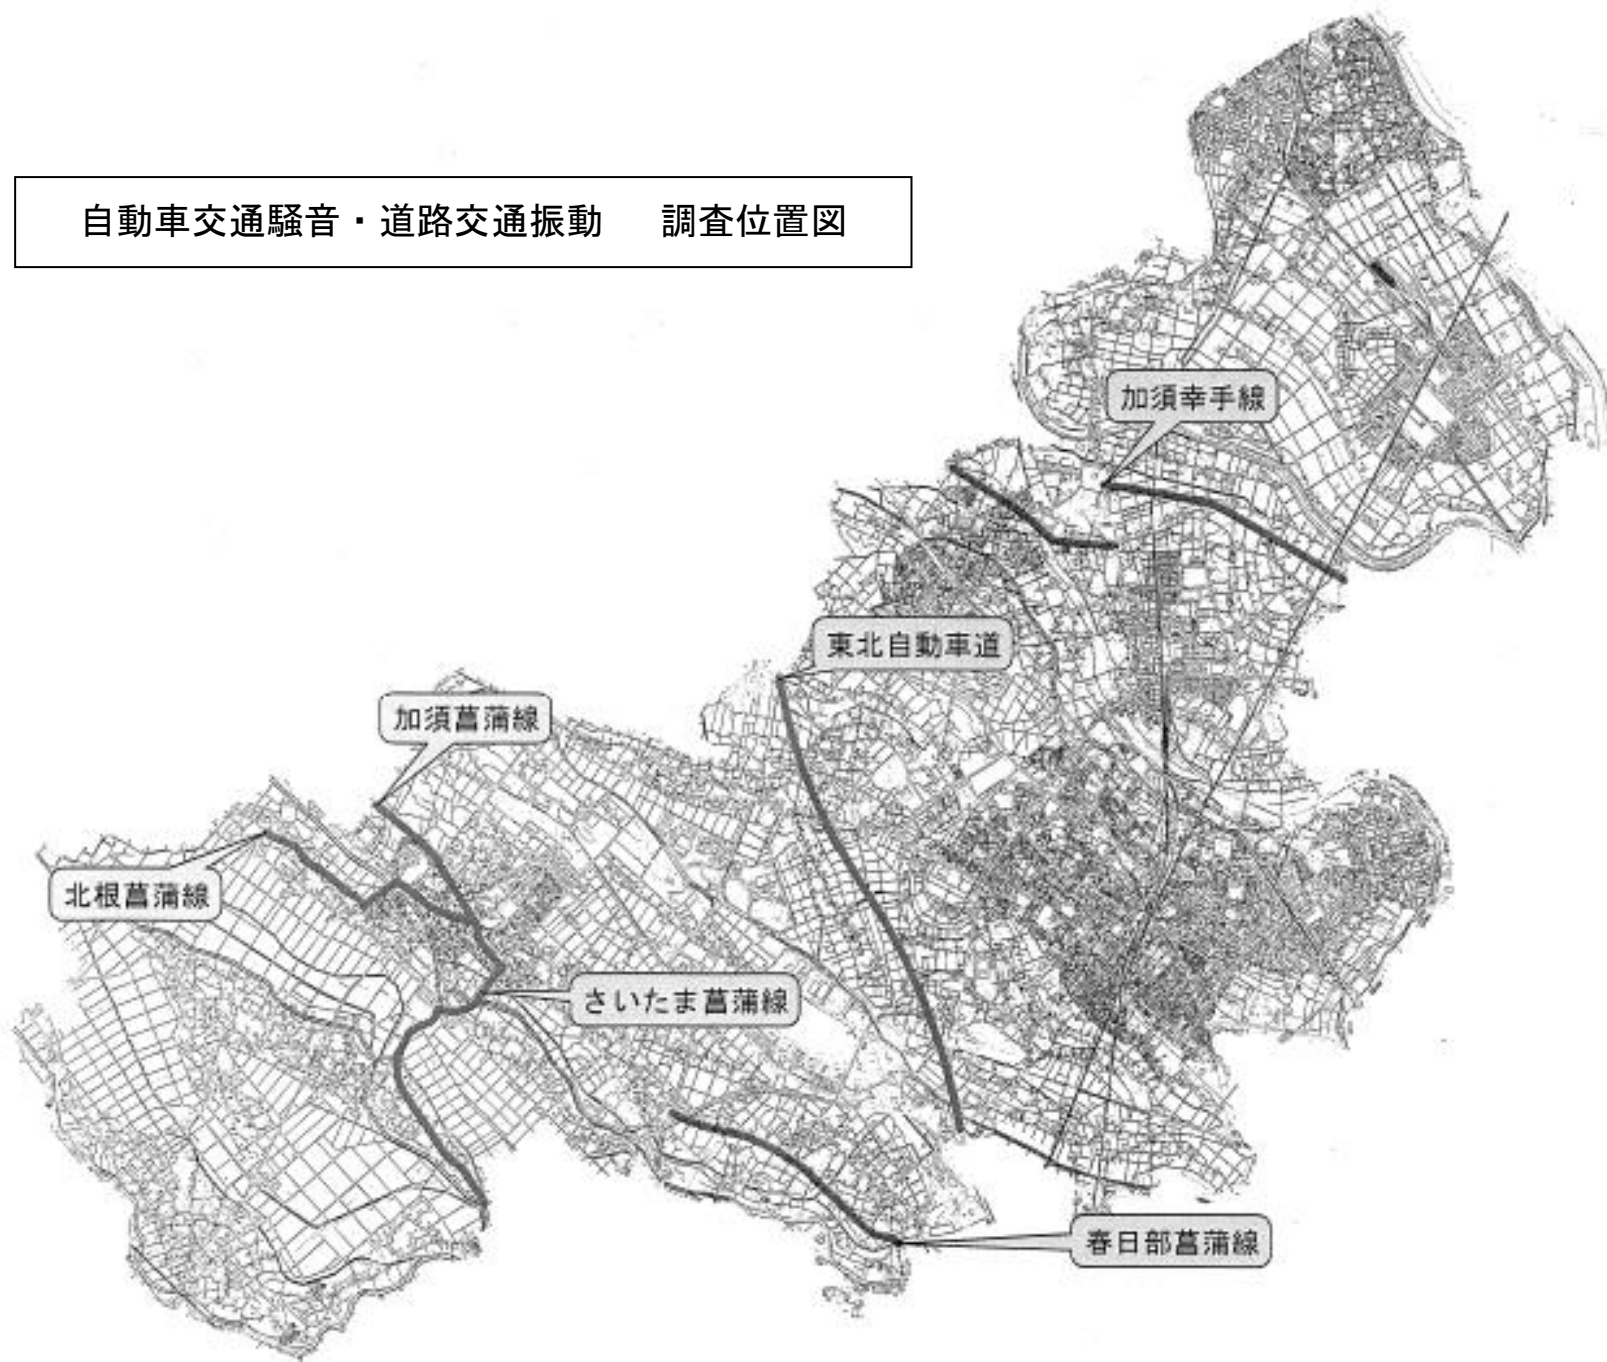 自動車交通騒音・道路交通振動　調査位置図
加須幸手線
東北自動車道
加須菖蒲線
北根菖蒲線
さいたま菖蒲線
春日部菖蒲線